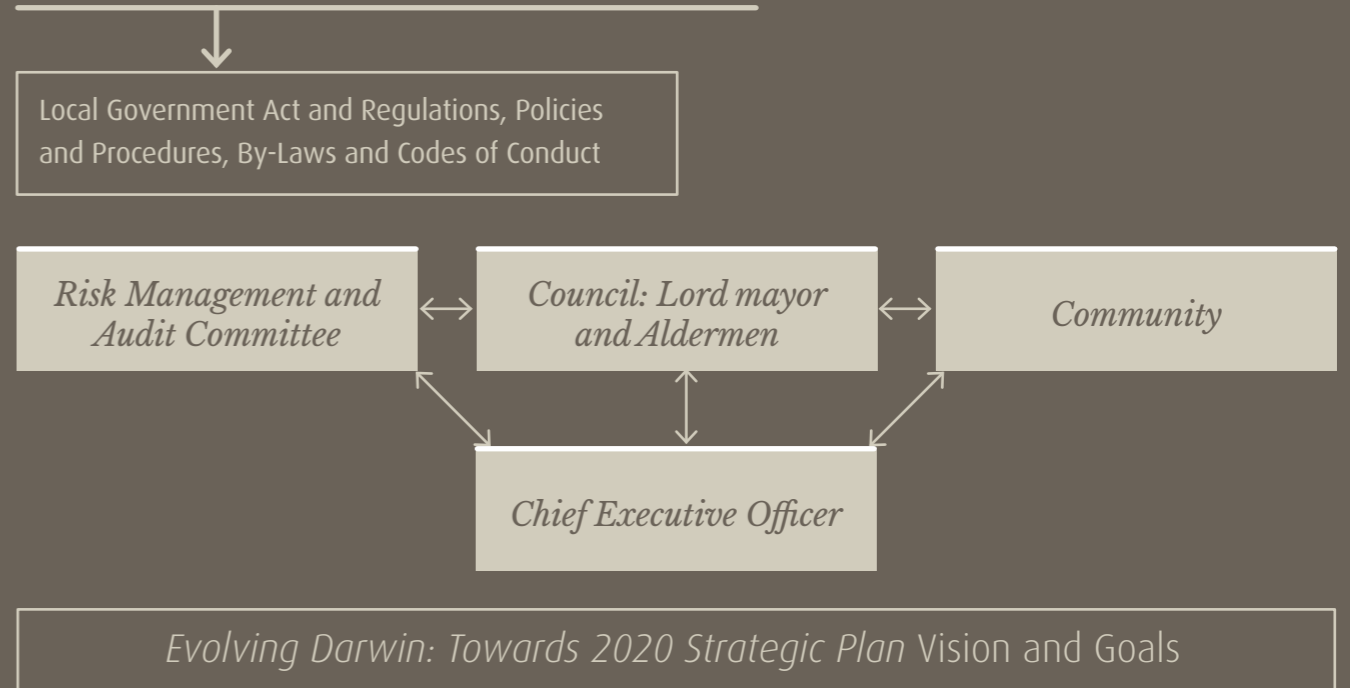 Local Government Act and Regulations, Policies
and Procedures, By-Laws and Codes of Conduct
Risk Management and
Audit Committee
Council: Lord mayor
and Aldermen
Community
Chief Executive Officer
Evolving Darwin: Towards 2020 Strategic Plan Vision and Goals